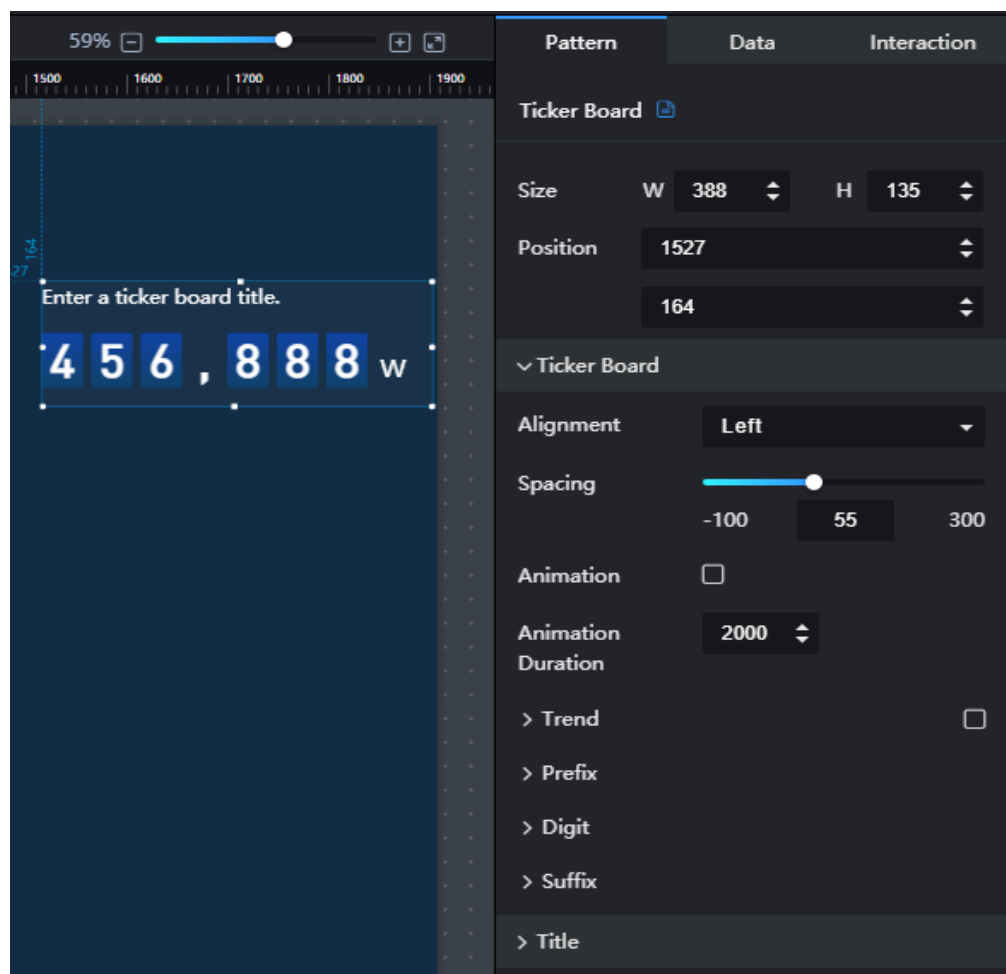 59%
Pattern Data Interaction
1500 1600 1700 1800 1900
Ticker Board
Size W 388 H 135
Position 1527
164
164
27
Enter a ticker board title.
456,888 w
Ticker Board
Alignment Left
Spacing
-100 55 300
Animation
Animation Duration 2000
Trend
Prefix
Digit
Suffix
Title